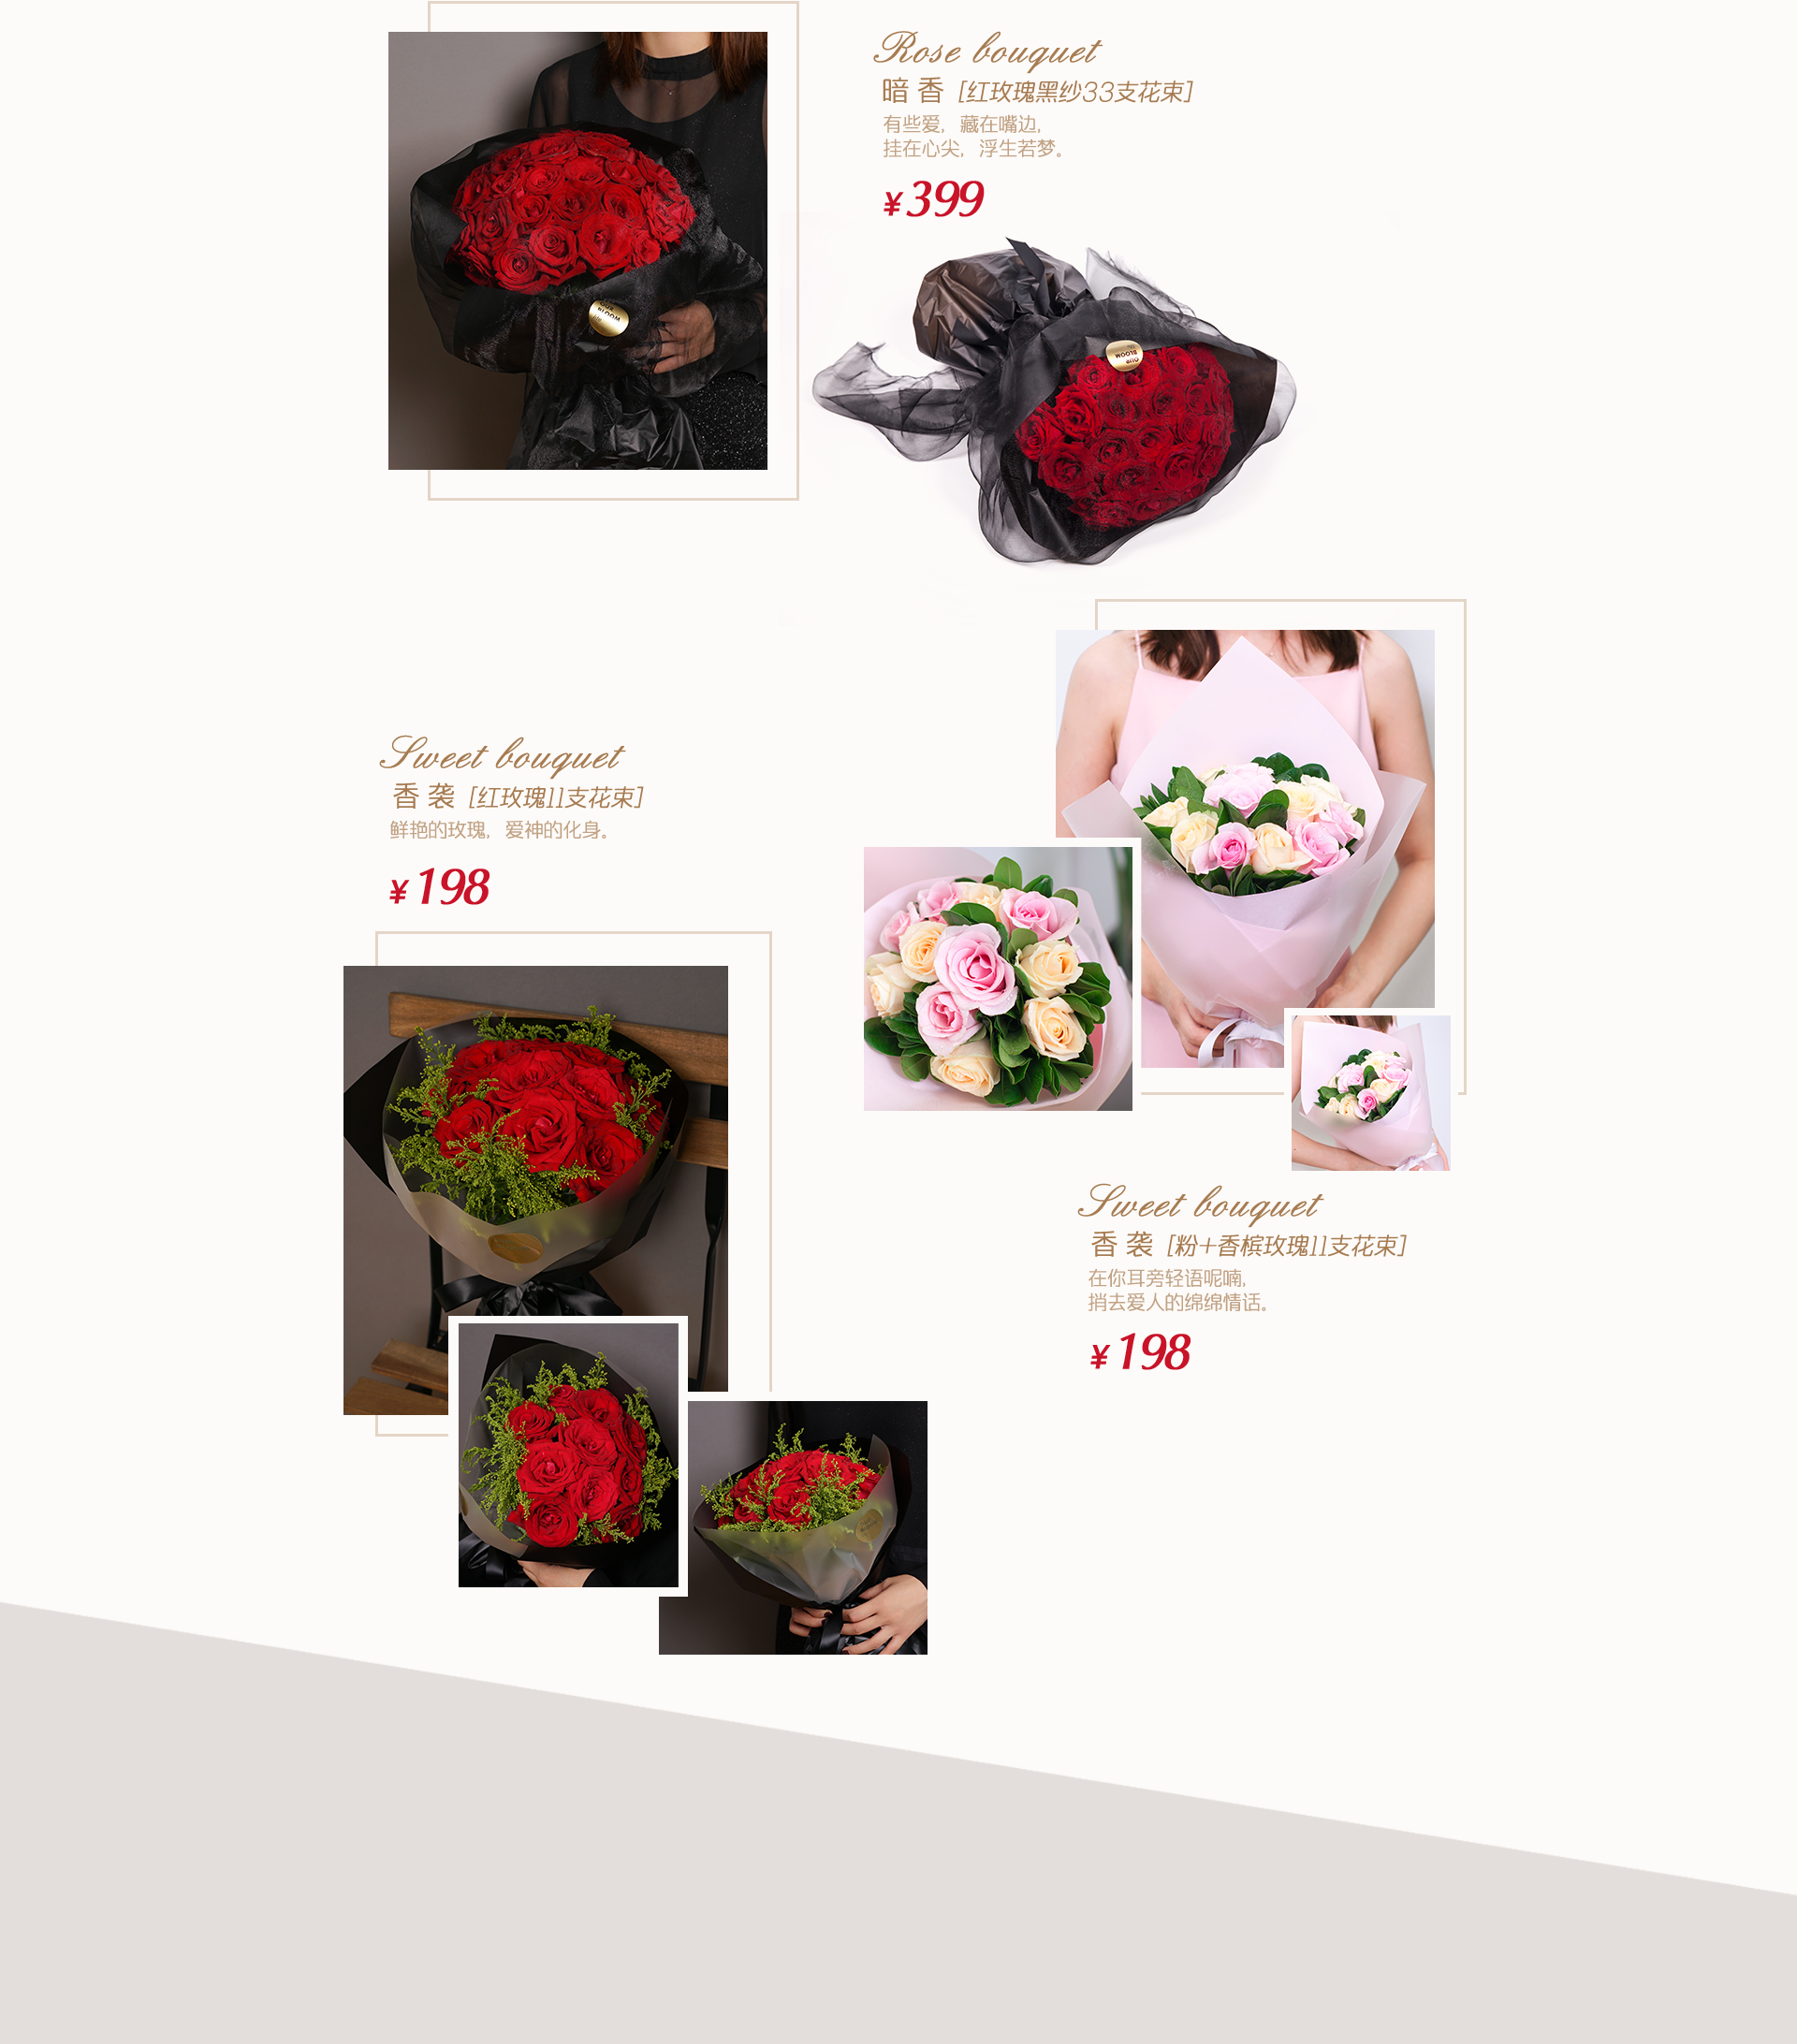 Rose bouquet
暗香 [红玫瑰黑纱33支花束]
有些爱，藏在嘴边，
挂在心尖，浮生若梦。
¥399
OUR
BLOOM
Sweet bouquet
香袭 [红玫瑰11支花束]
鲜艳的玫瑰，爱神的化身。
¥198
Sweet bouquet
香袭 [粉+香槟玫瑰11支花束]
在你耳旁轻语呢喃，
捎去爱人的绵绵情话。
¥198